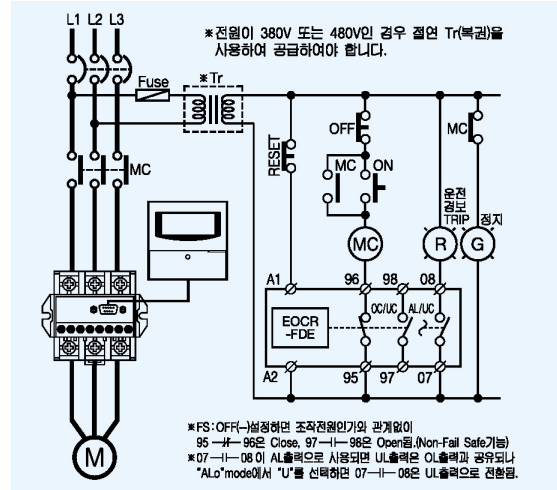 L1 L2 L3
※전원이 380V 또는 480V인 경우 절연 Tr(복권)을
사용하여 공급하여야 합니다.
Fuse
※Tr
OFF
MC
RESET
MC ON
MC
운전
경보
TRIP
정지
MC
R
G
A1
96
98
08
OC/UC
AL/UC
EOCR
-FDE
A2
95
97
07
M
※FS:OFF(-)설정하면 조작전원인가와 관계없이
95 ─╫─ 96은 Close, 97 ─┤├─ 98은 Open됨.(Non-Fail Safe기능)
※07 ─┤├─ 08이 AL출력으로 사용되면 UL출력은 OL출력과 공유되나
"ALo"mode에서 "U"를 선택하면 07 ─┤├─ 08은 UL출력으로 전환됨.